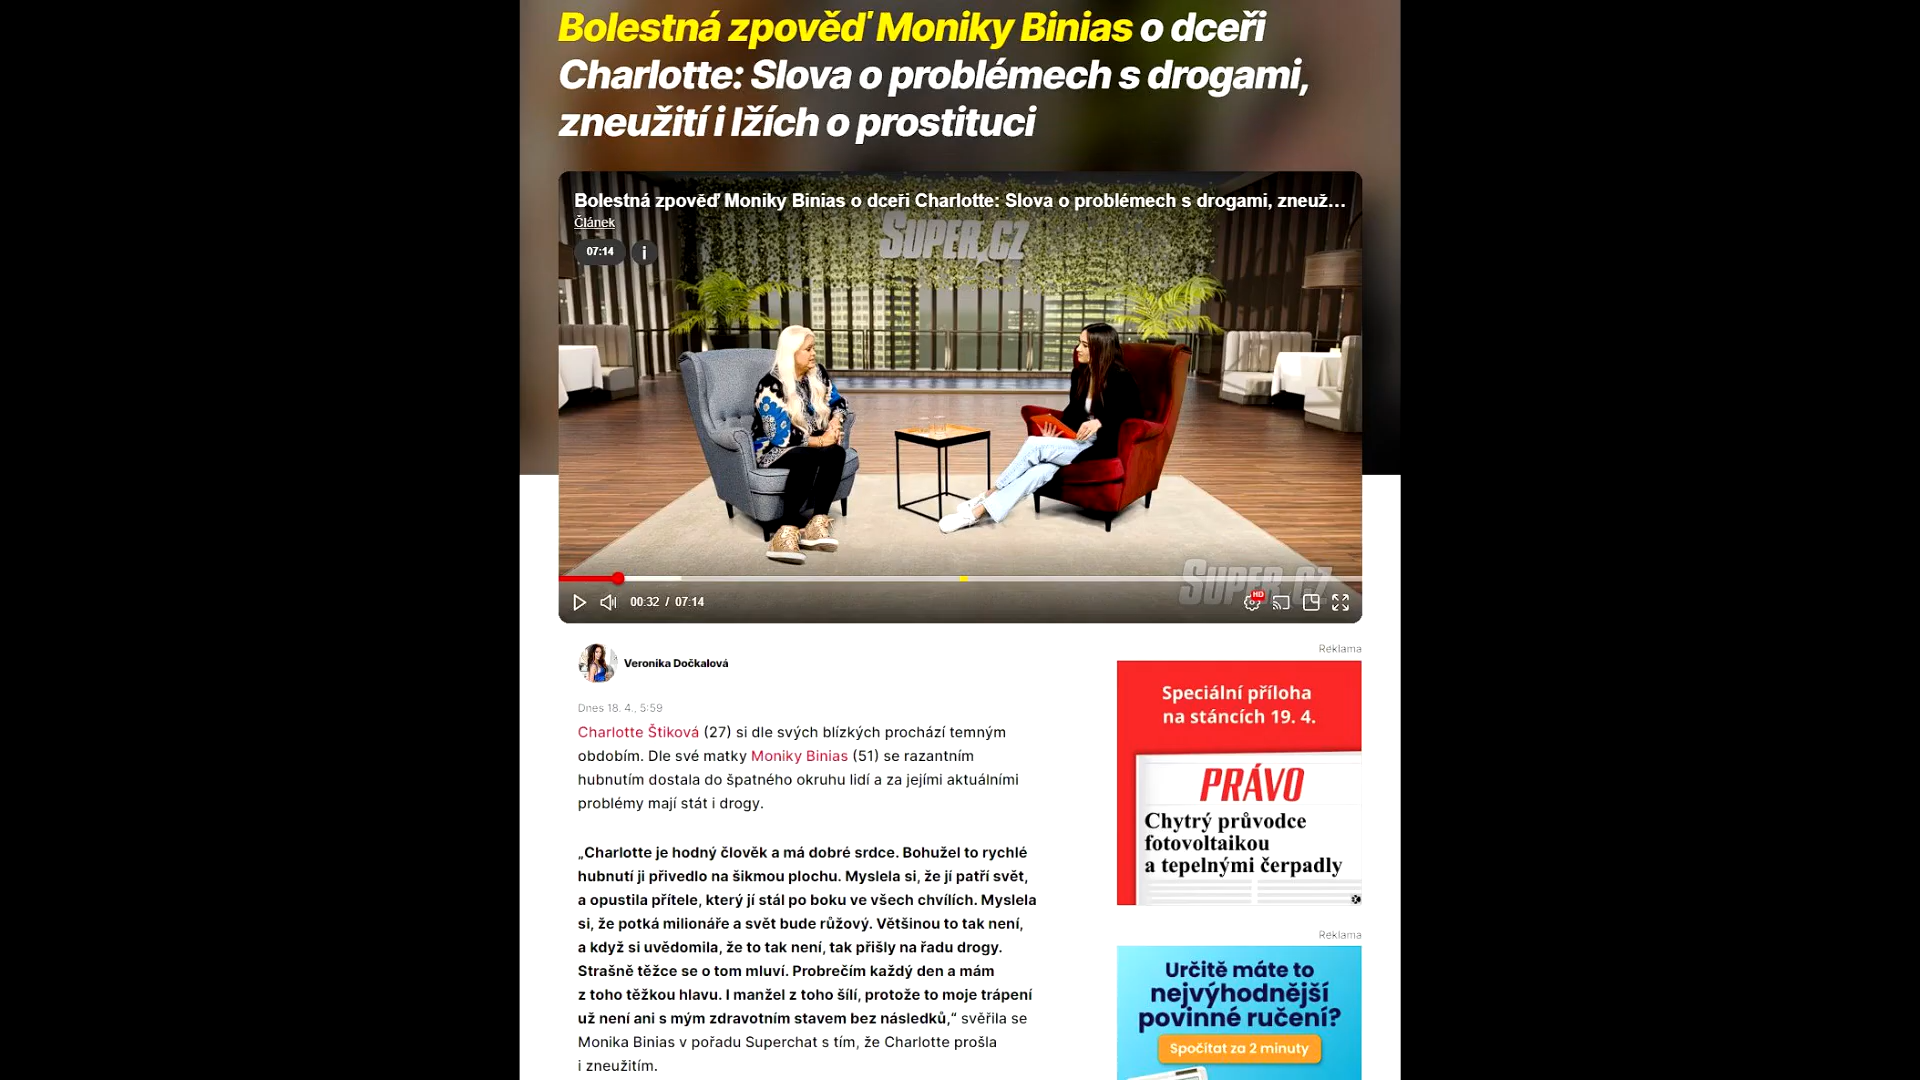 Bolestná zpověď Moniky Binias o dceři
Charlotte: Slova o problémech s drogami,
zneužití i lžích o prostituci
Bolestná zpověď Moniky Binias o dceři Charlotte: Slova o problémech s drogami, zneuž...
Článek
07:14
SUPER.CZ
SUPER.CZ
00:32 / 07:14
HD
Veronika Dočkalová
Dnes 18. 4., 5:59
Charlotte Štiková (27) si dle svých blízkých prochází temným
obdobím. Dle své matky Moniky Binias (51) se razantním
hubnutím dostala do špatného okruhu lidí a za jejími aktuálními
problémy mají stát i drogy.
„Charlotte je hodný člověk a má dobré srdce. Bohužel to rychlé
hubnutí ji přivedlo na šikmou plochu. Myslela si, že jí patří svět,
a opustila přítele, který jí stál po boku ve všech chvílích. Myslela
si, že potká milionáře a svět bude růžový. Většinou to tak není,
a když si uvědomila, že to tak není, tak přišly na řadu drogy.
Strašně těžce se o tom mluví. Probrečím každý den a mám
z toho těžkou hlavu. I manžel z toho šílí, protože to moje trápení
už není ani s mým zdravotním stavem bez následků,“ svěřila se
Monika Binias v pořadu Superchat s tím, že Charlotte prošla
i zneužitím.
Reklama
Speciální příloha
na stáncích 19. 4.
PRÁVO
Chytrý průvodce
fotovoltaikou
a tepelnými čerpadly
Reklama
Určitě máte to
nejvýhodnější
povinné ručení?
Spočítat za 2 minuty